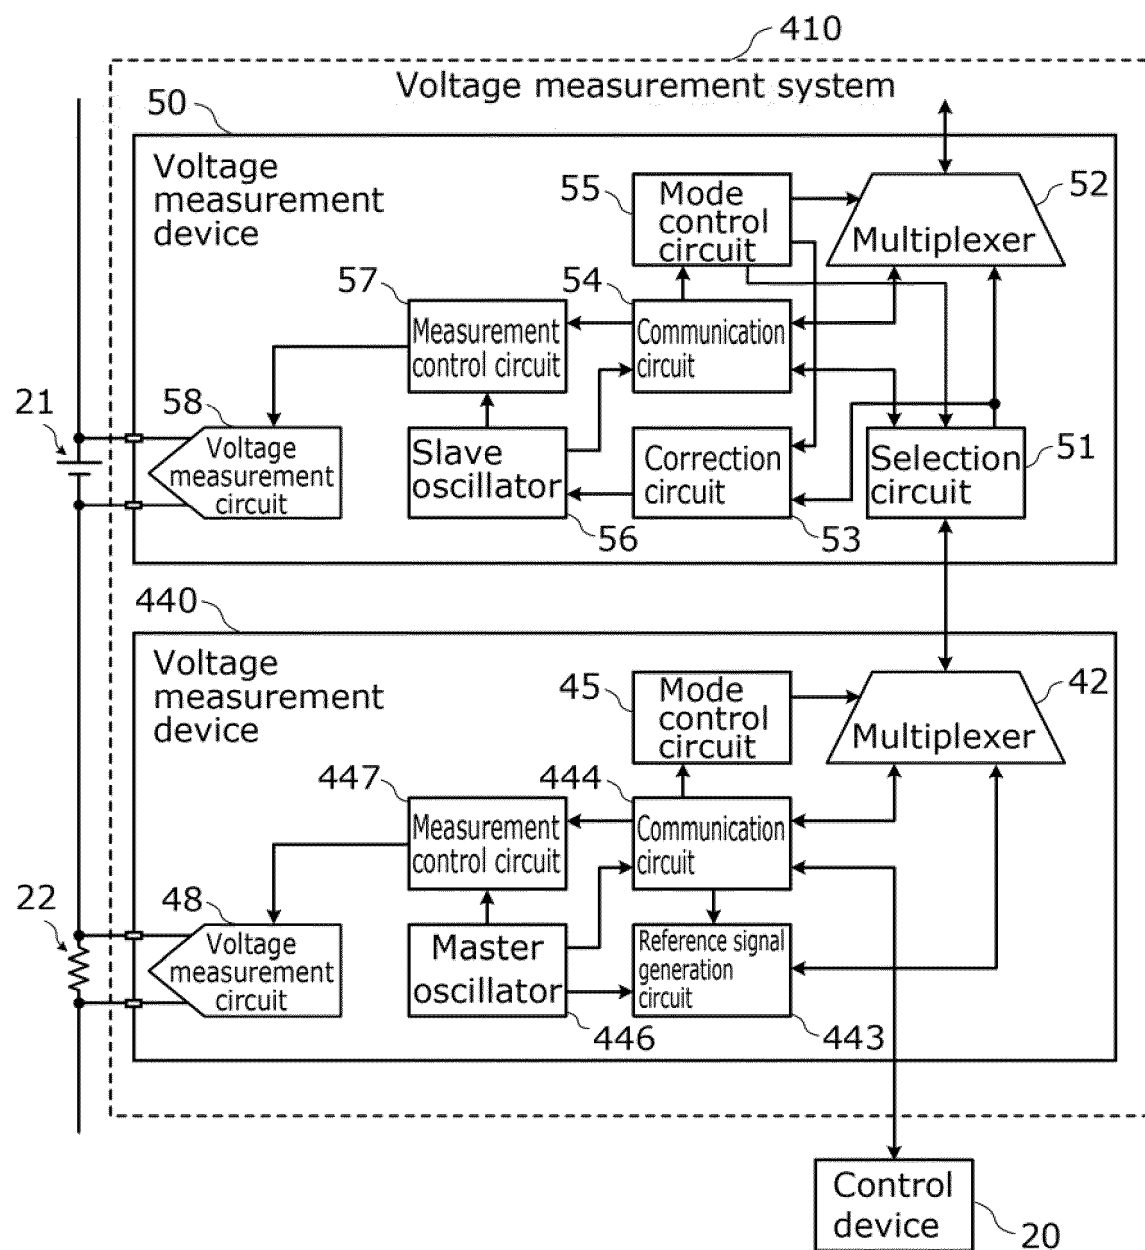 410
Voltage measurement system
50
Voltage
measurement
device
55
Mode
control
circuit
52
Multiplexer
57
54
Measurement
control circuit
Communication
circuit
21
58
Voltage
measurement
circuit
Slave
oscillator
Correction
circuit
Selection
circuit
51
56
53
440
Voltage
measurement
device
45
Mode
control
circuit
42
Multiplexer
447
444
Measurement
control circuit
Communication
circuit
22
48
Voltage
measurement
circuit
Master
oscillator
Reference signal
generation
circuit
446
443
Control
device
20